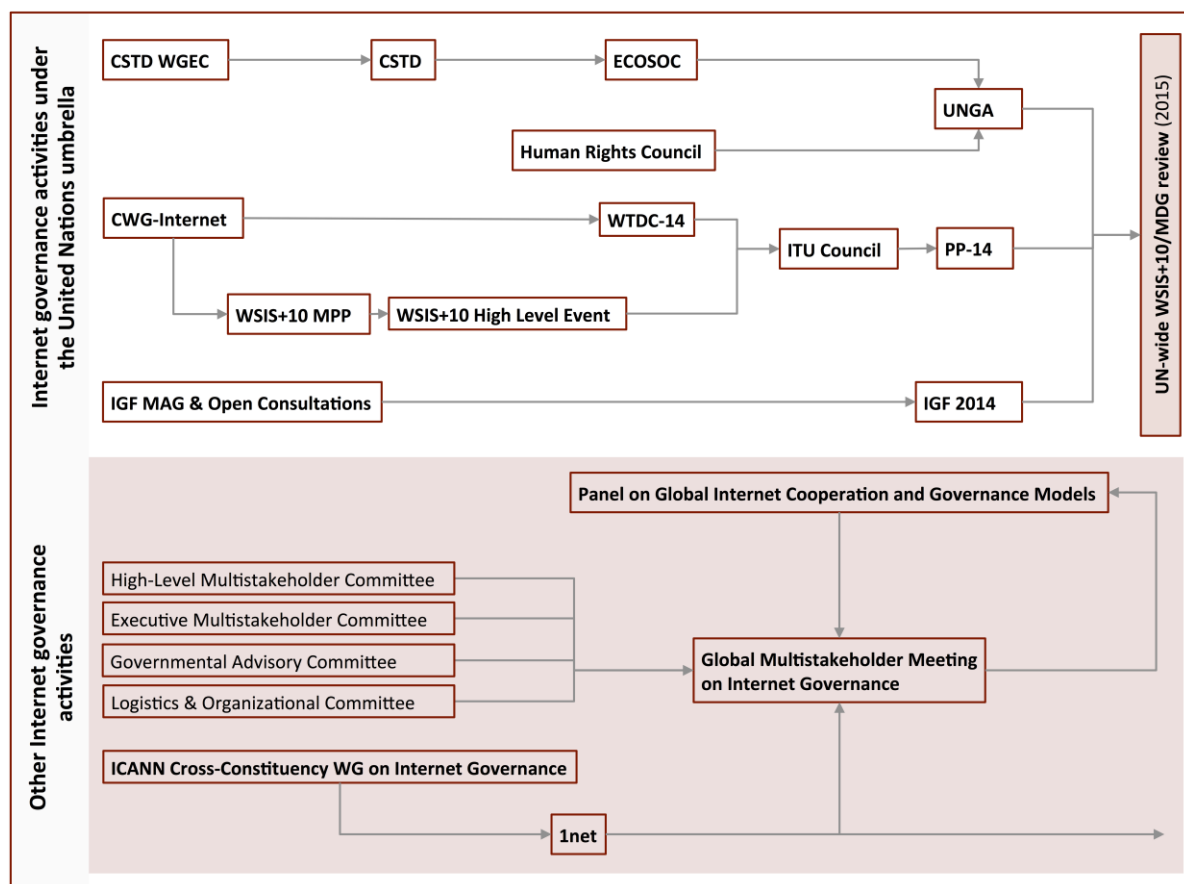 Internet governance activities under
the United Nations umbrella
CSTD WGEC
CSTD
ECOSOC
UNGA
Human Rights Council
CWG-Internet
WTDC-14
ITU Council
PP-14
WSIS+10 MPP
WSIS+10 High Level Event
IGF MAG & Open Consultations
IGF 2014
UN-wide WSIS+10/MDG review (2015)
Other Internet governance
activities
Panel on Global Internet Cooperation and Governance Models
High-Level Multistakeholder Committee
Executive Multistakeholder Committee
Governmental Advisory Committee
Logistics & Organizational Committee
Global Multistakeholder Meeting
on Internet Governance
ICANN Cross-Constituency WG on Internet Governance
1net